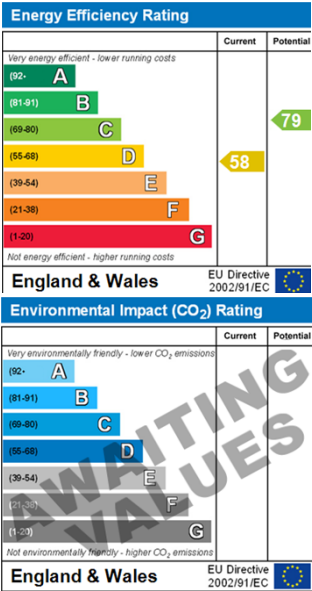 Energy Efficiency Rating
Current Potential
Very energy efficient - lower running costs
(92- A
(81-91) B
(69-80) C
79
(55-68) D
58
(39-54) E
(21-38) F
(1-20) G
Not energy efficient - higher running costs
England & Wales
EU Directive
2002/91/EC
Environmental Impact (CO₂) Rating
Current Potential
Very environmentally friendly - lower CO₂ emissions
(92- A
(81-91) B
(69-80) C
(55-68) D
(39-54) E
(21-38) F
(1-20) G
AWAITING
VALUES
Not environmentally friendly - higher CO₂ emissions
England & Wales
EU Directive
2002/91/EC